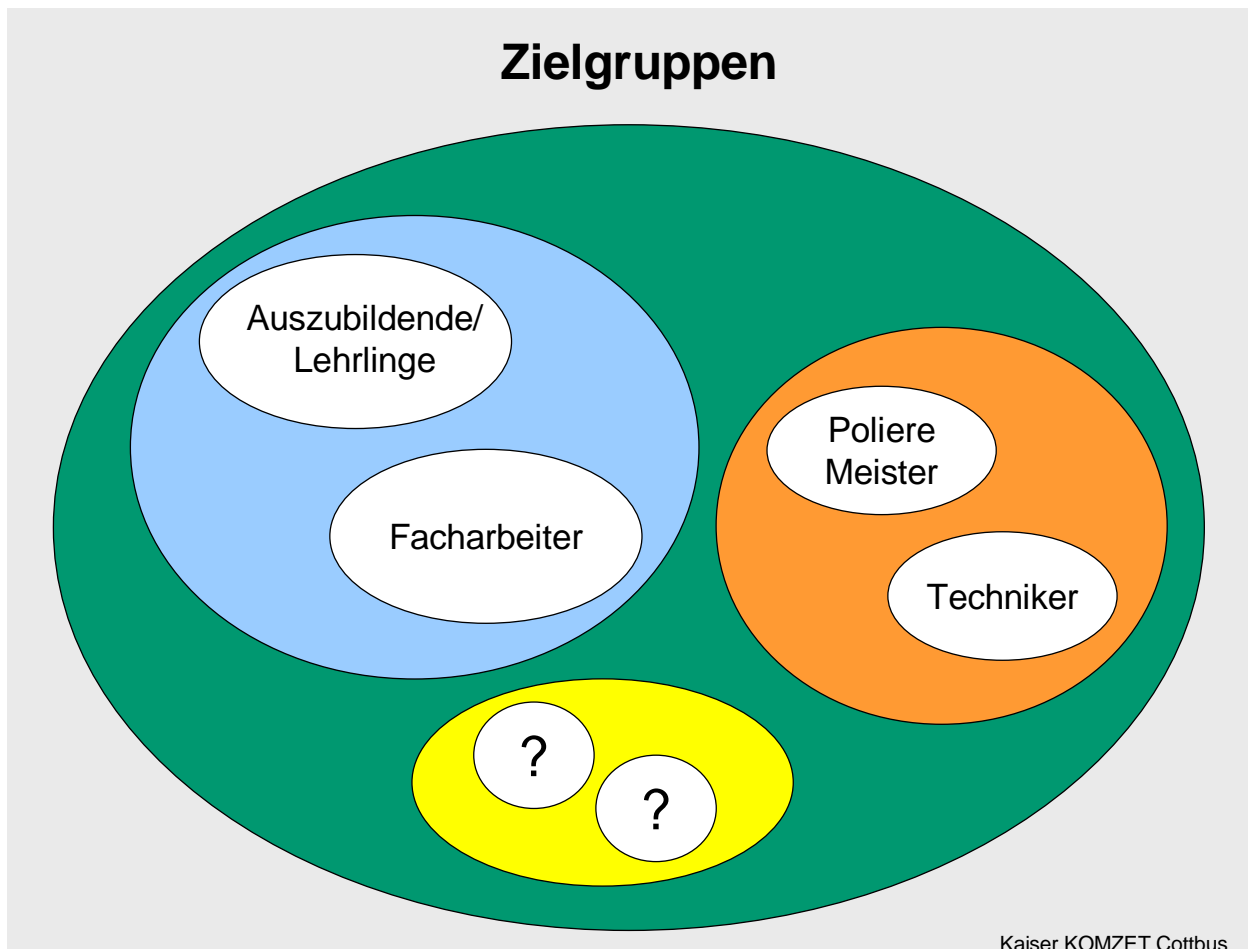 Zielgruppen
Auszubildende/
Lehrlinge
Facharbeiter
Poliere
Meister
Techniker
?
?
Kaiser KOMZET Cottbus